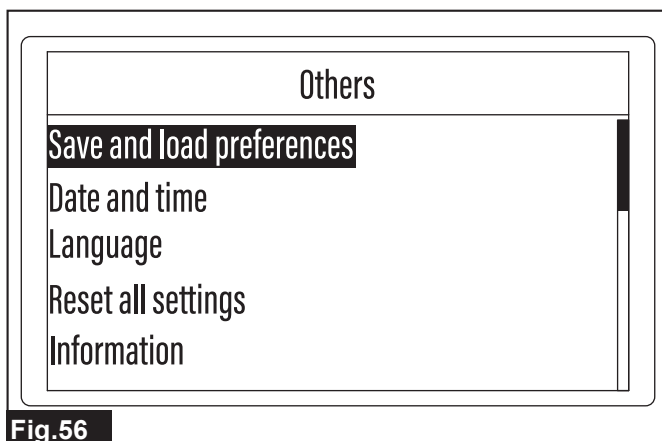 Others
Save and load preferences
Date and time
Language
Reset all settings
Information
Fig.56